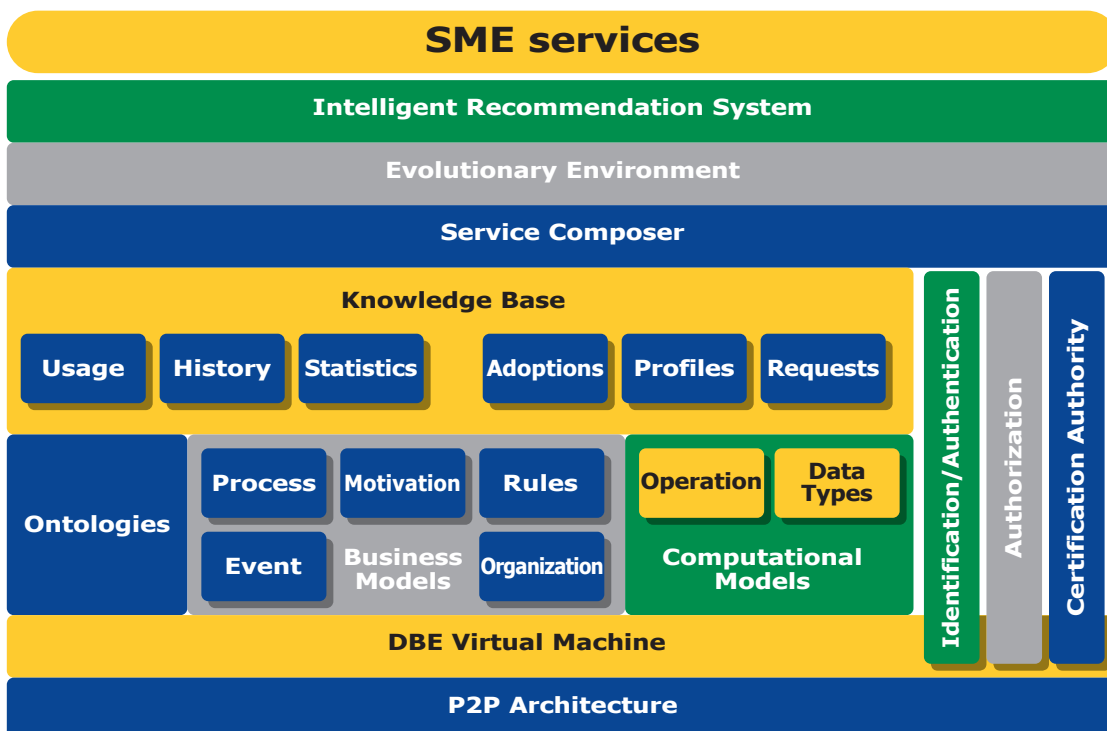 SME services
Intelligent Recommendation System
Evolutionary Environment
Service Composer
Knowledge Base
Usage
History
Statistics
Adoptions
Profiles
Requests
Ontologies
Process
Motivation
Rules
Event
Business
Models
Organization
Operation
Data
Types
Computational
Models
Identification/Authentication
Authorization
Certification Authority
DBE Virtual Machine
P2P Architecture